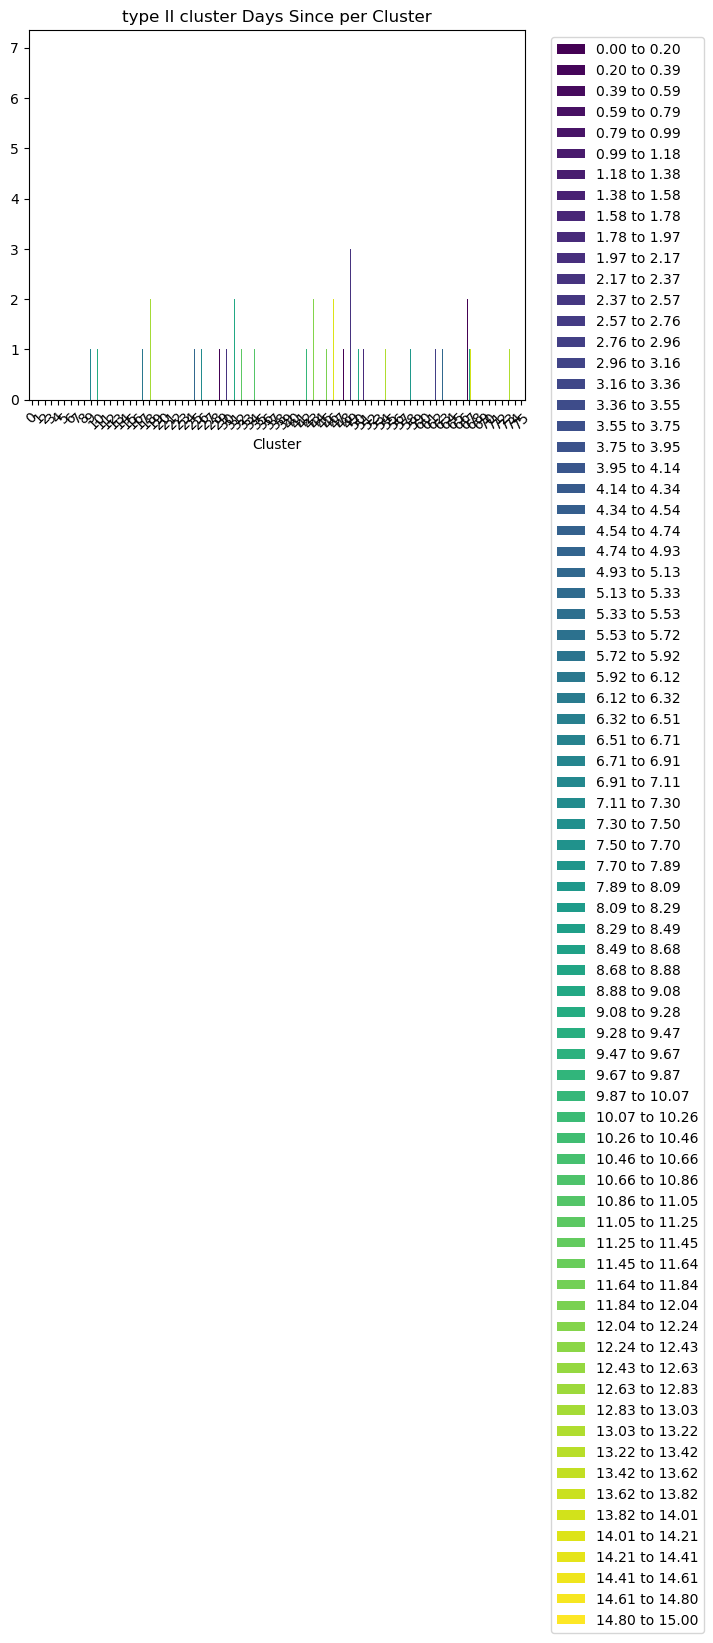 type II cluster Days Since per Cluster
7
6
5
4
3
2
1
0
Cluster
0.00 to 0.20
0.20 to 0.39
0.39 to 0.59
0.59 to 0.79
0.79 to 0.99
0.99 to 1.18
1.18 to 1.38
1.38 to 1.58
1.58 to 1.78
1.78 to 1.97
1.97 to 2.17
2.17 to 2.37
2.37 to 2.57
2.57 to 2.76
2.76 to 2.96
2.96 to 3.16
3.16 to 3.36
3.36 to 3.55
3.55 to 3.75
3.75 to 3.95
3.95 to 4.14
4.14 to 4.34
4.34 to 4.54
4.54 to 4.74
4.74 to 4.93
4.93 to 5.13
5.13 to 5.33
5.33 to 5.53
5.53 to 5.72
5.72 to 5.92
5.92 to 6.12
6.12 to 6.32
6.32 to 6.51
6.51 to 6.71
6.71 to 6.91
6.91 to 7.11
7.11 to 7.30
7.30 to 7.50
7.50 to 7.70
7.70 to 7.89
7.89 to 8.09
8.09 to 8.29
8.29 to 8.49
8.49 to 8.68
8.68 to 8.88
8.88 to 9.08
9.08 to 9.28
9.28 to 9.47
9.47 to 9.67
9.67 to 9.87
9.87 to 10.07
10.07 to 10.26
10.26 to 10.46
10.46 to 10.66
10.66 to 10.86
10.86 to 11.05
11.05 to 11.25
11.25 to 11.45
11.45 to 11.64
11.64 to 11.84
11.84 to 12.04
12.04 to 12.24
12.24 to 12.43
12.43 to 12.63
12.63 to 12.83
12.83 to 13.03
13.03 to 13.22
13.22 to 13.42
13.42 to 13.62
13.62 to 13.82
13.82 to 14.01
14.01 to 14.21
14.21 to 14.41
14.41 to 14.61
14.61 to 14.80
14.80 to 15.00